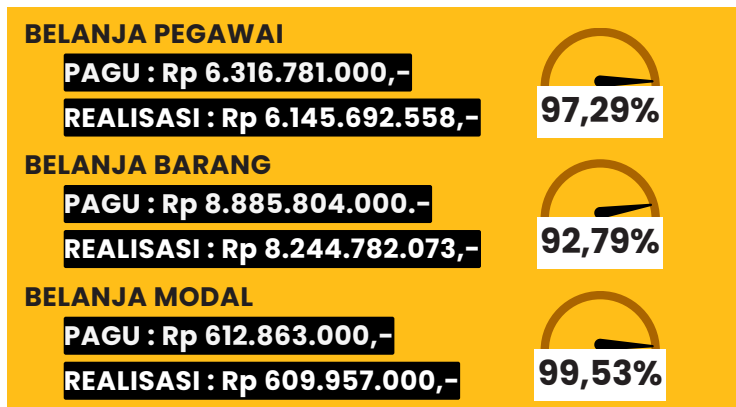 BELANJA PEGAWAI
PAGU : Rp 6.316.781.000,-
REALISASI : Rp 6.145.692.558,-
97,29%
BELANJA BARANG
PAGU : Rp 8.885.804.000.-
REALISASI : Rp 8.244.782.073,-
92,79%
BELANJA MODAL
PAGU : Rp 612.863.000,-
REALISASI : Rp 609.957.000,-
99,53%